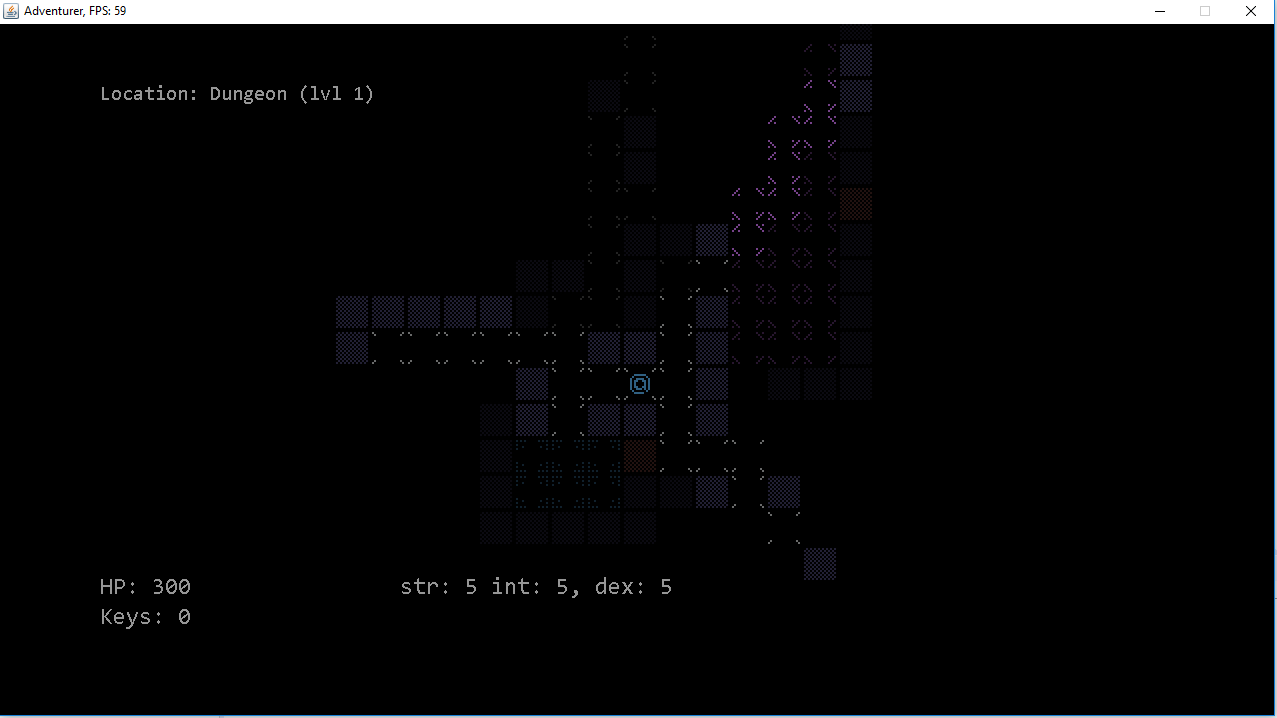 Adventurer, FPS: 59
Location: Dungeon (lvl 1)
@
HP: 300 str: 5 int: 5, dex: 5
Keys: 0